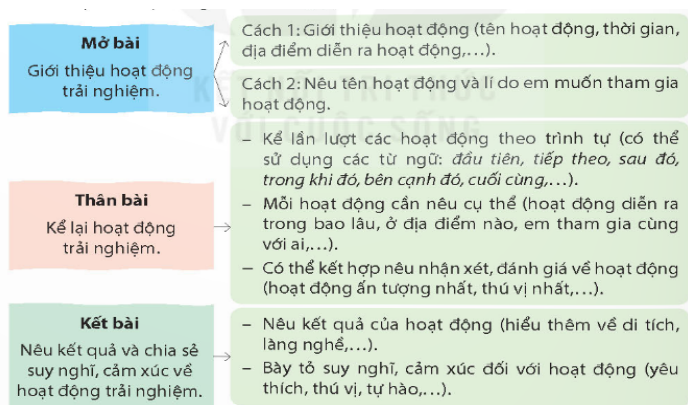 Mở bài
Giới thiệu hoạt động
trải nghiệm.
Cách 1: Giới thiệu hoạt động (tên hoạt động, thời gian,
địa điểm diễn ra hoạt động,...).
Cách 2: Nêu tên hoạt động và lí do em muốn tham gia
hoạt động.
KẾT NỐI TRI THỨC
VỚI CUỘC SỐNG
Thân bài
Kể lại hoạt động
trải nghiệm.
– Kể lần lượt các hoạt động theo trình tự (có thể
sử dụng các từ ngữ: đầu tiên, tiếp theo, sau đó,
trong khi đó, bên cạnh đó, cuối cùng,...).
– Mỗi hoạt động cần nêu cụ thể (hoạt động diễn ra
trong bao lâu, ở địa điểm nào, em tham gia cùng
với ai,...).
– Có thể kết hợp nêu nhận xét, đánh giá về hoạt động
(hoạt động ấn tượng nhất, thú vị nhất,...).
Kết bài
Nêu kết quả và chia sẻ
suy nghĩ, cảm xúc về
hoạt động trải nghiệm.
– Nêu kết quả của hoạt động (hiểu thêm về di tích,
làng nghề,...).
– Bày tỏ suy nghĩ, cảm xúc đối với hoạt động (yêu
thích, thú vị, tự hào,...).